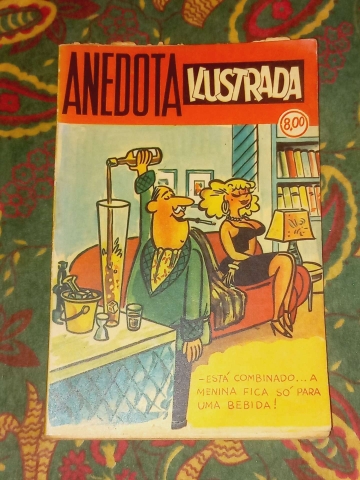 ANEDOTA ILUSTRADA
8,00
-ESTÁ COMBINADO... A
MENINA FICA SÓ PARA
UMA BEBIDA!